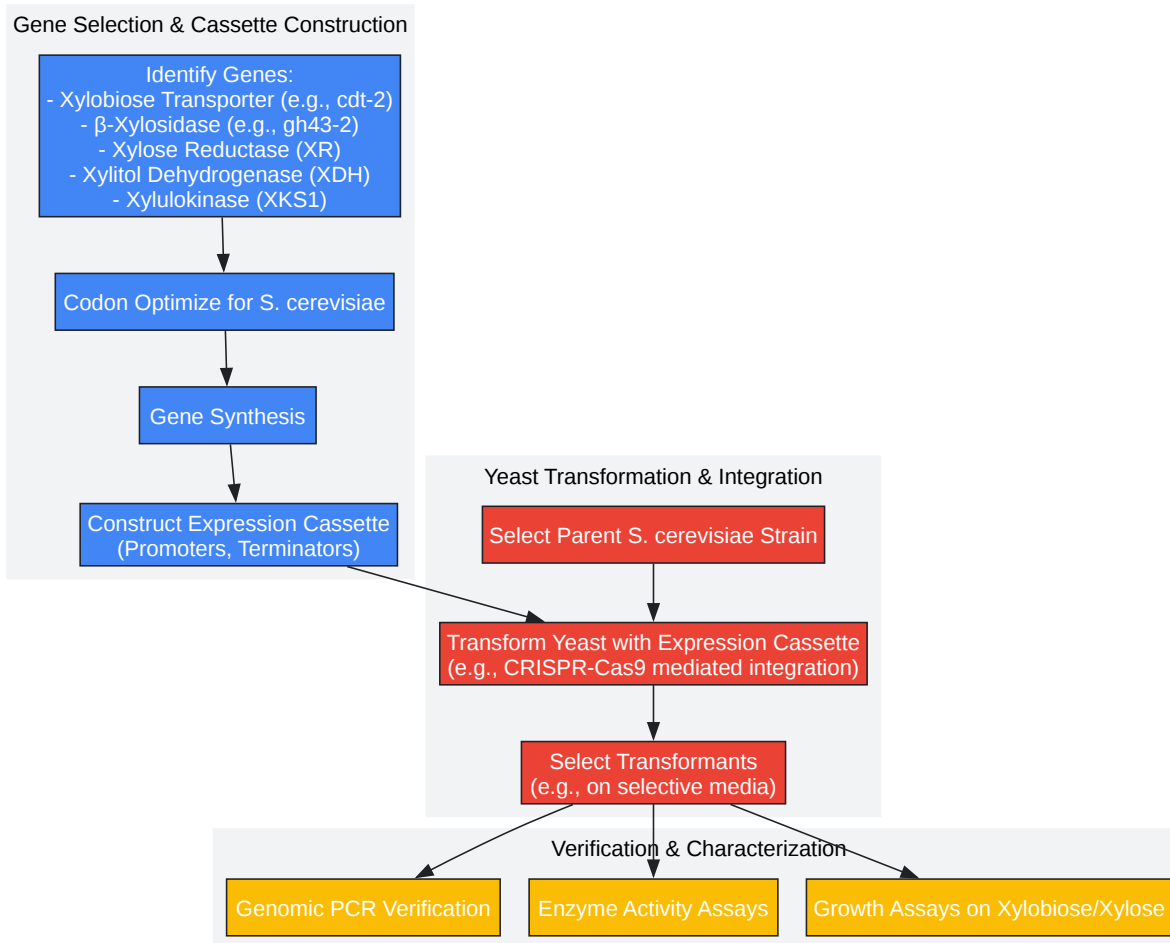 Gene Selection & Cassette Construction
Identify Genes:
- Xylobiose Transporter (e.g., cdt-2)
- β-Xylosidase (e.g., gh43-2)
- Xylose Reductase (XR)
- Xylitol Dehydrogenase (XDH)
- Xylulokinase (XKS1)
Codon Optimize for S. cerevisiae
Gene Synthesis
Construct Expression Cassette
(Promoters, Terminators)
Yeast Transformation & Integration
Select Parent S. cerevisiae Strain
Transform Yeast with Expression Cassette
(e.g., CRISPR-Cas9 mediated integration)
Select Transformants
(e.g., on selective media)
Verification & Characterization
Genomic PCR Verification
Enzyme Activity Assays
Growth Assays on Xylobiose/Xylose